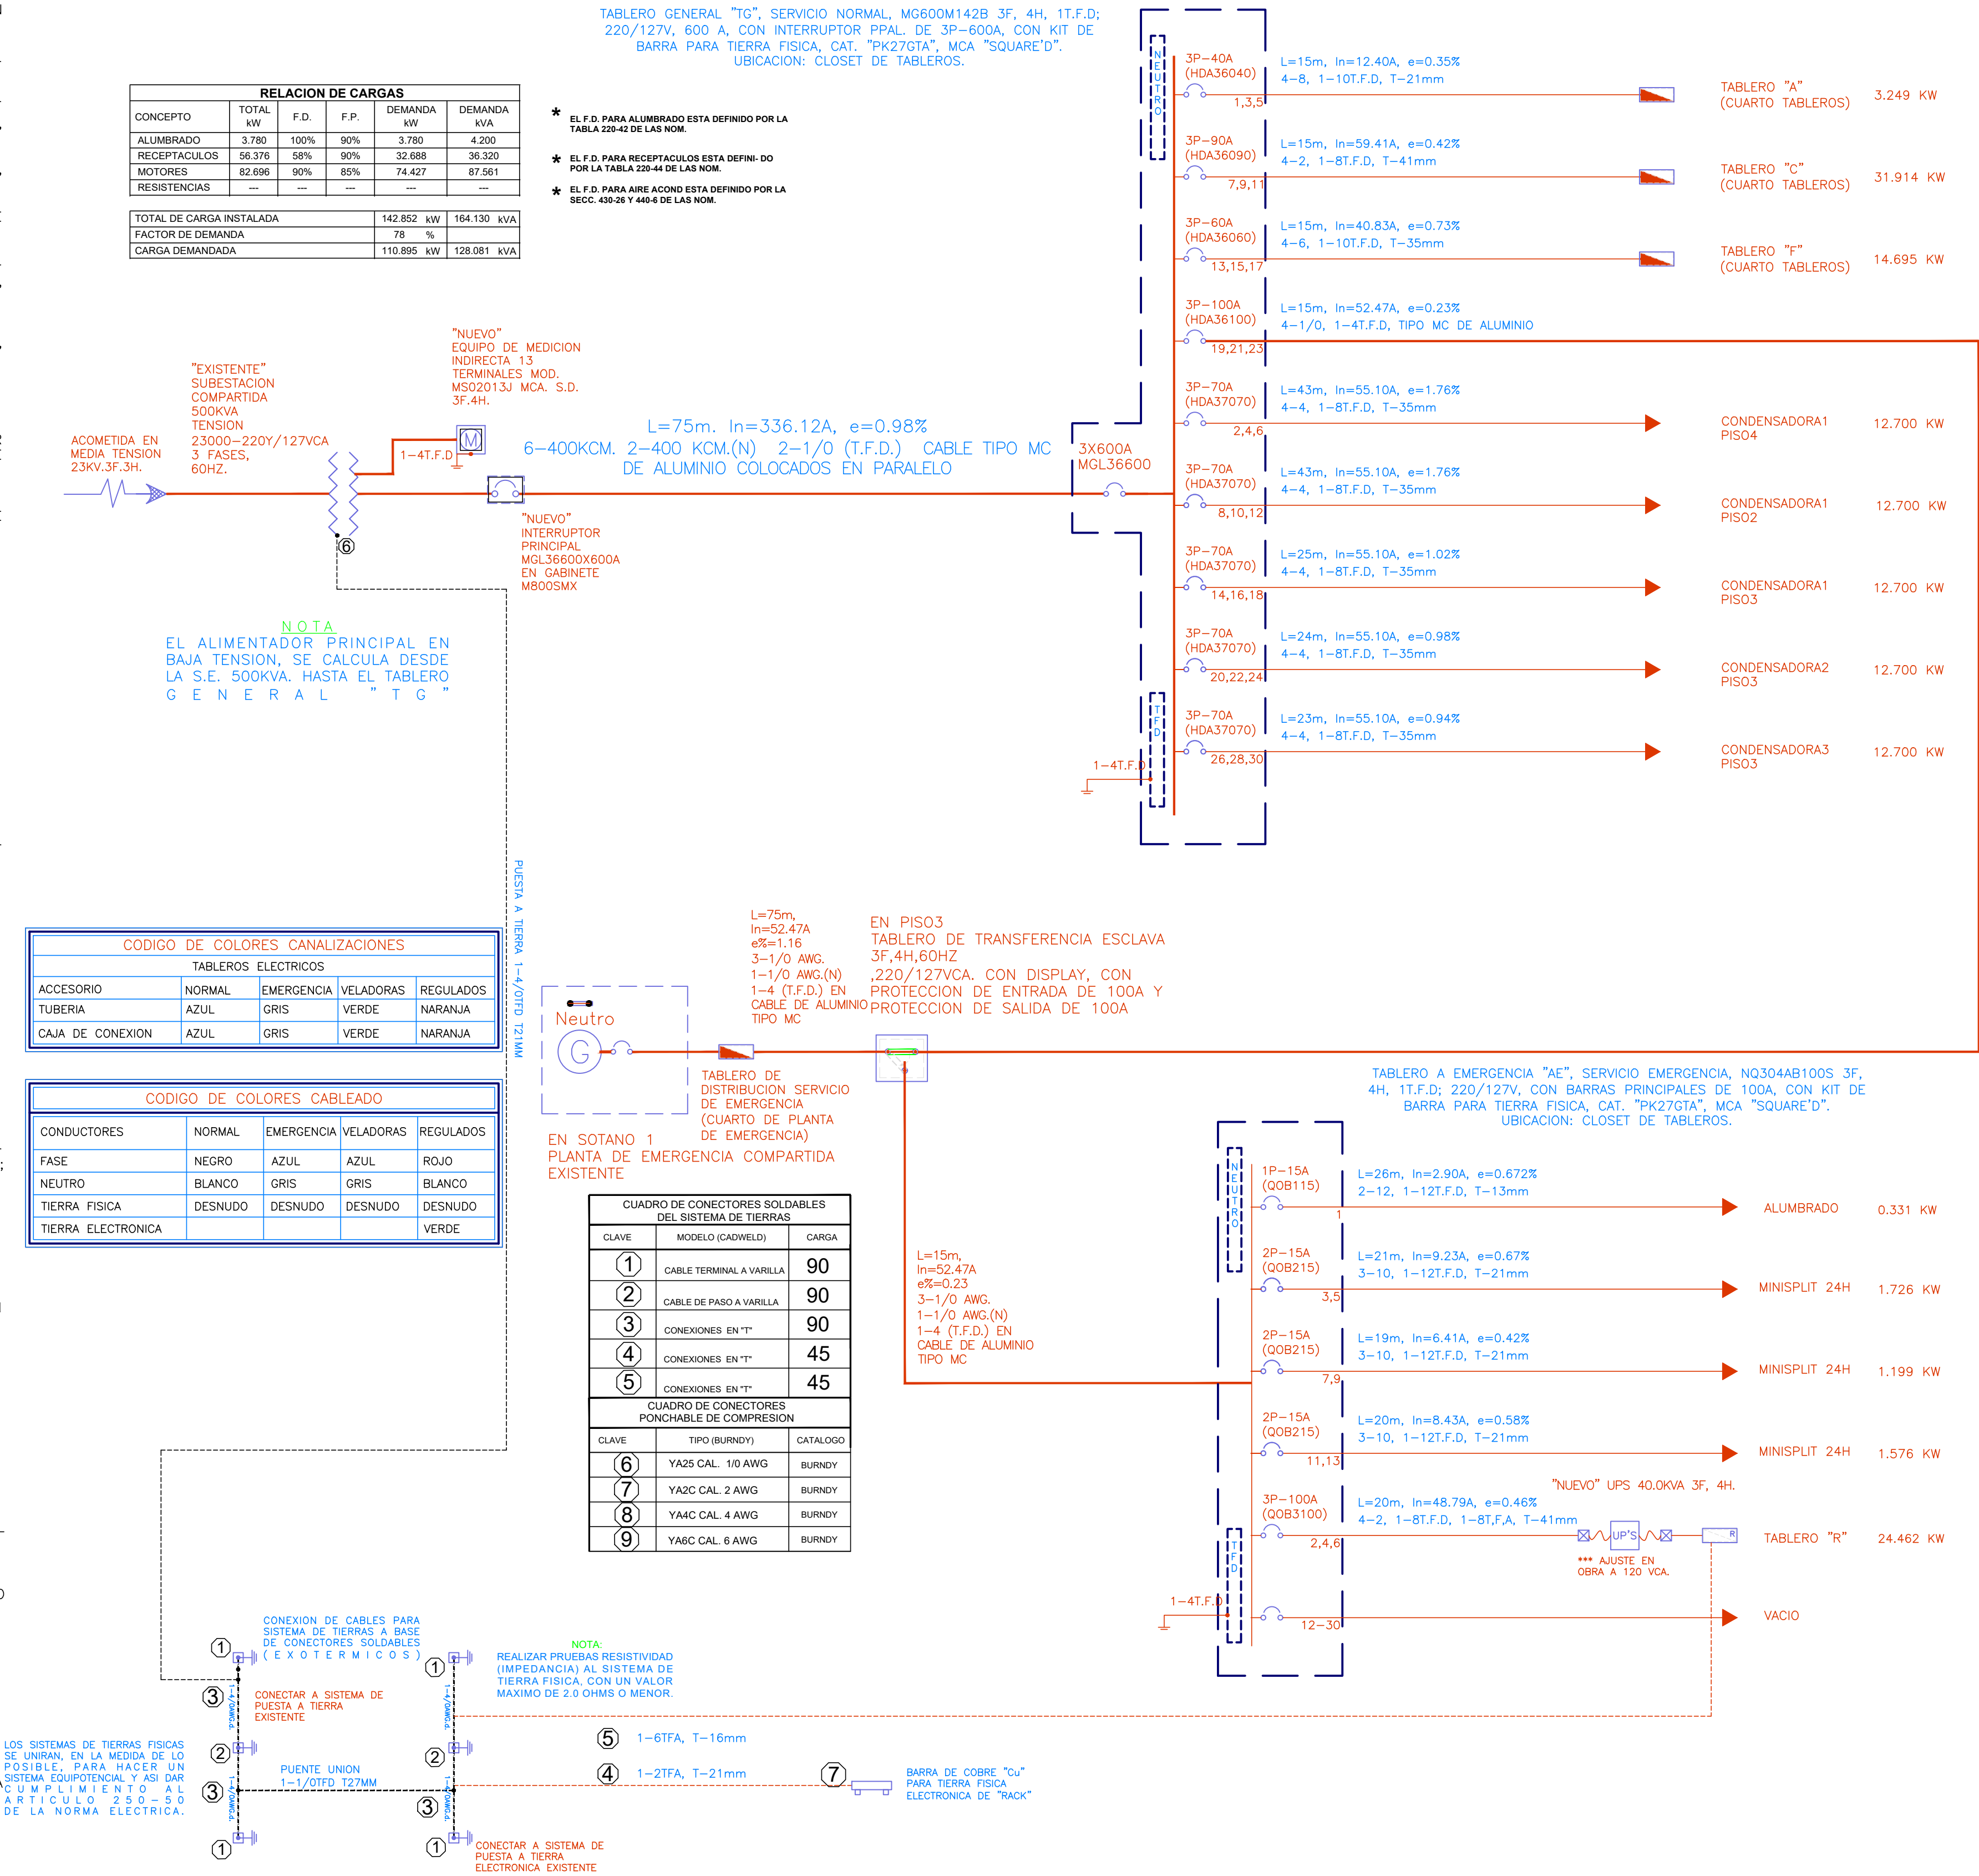 TABLERO GENERAL "TG", SERVICIO NORMAL, MG600M142B 3F, 4H, 1T.F.D;
220/127V, 600 A, CON INTERRUPTOR PPAL. DE 3P-600A, CON KIT DE
BARRA PARA TIERRA FISICA, CAT. "PK27GTA", MCA "SQUARE'D".
UBICACION: CLOSET DE TABLEROS.
RELACION DE CARGAS
CONCEPTO TOTAL kW F.D. F.P. DEMANDA kW DEMANDA kVA
ALUMBRADO 3.780 100% 90% 3.780 4.200
RECEPTACULOS 56.376 58% 90% 32.688 36.320
MOTORES 82.696 90% 85% 74.427 87.561
RESISTENCIAS --- --- --- --- ---
TOTAL DE CARGA INSTALADA 142.852 kW 164.130 kVA
FACTOR DE DEMANDA 78 %
CARGA DEMANDADA 110.895 kW 128.081 kVA
* EL F.D. PARA ALUMBRADO ESTA DEFINIDO POR LA
TABLA 220-42 DE LAS NOM.
* EL F.D. PARA RECEPTACULOS ESTA DEFINI- DO
POR LA TABLA 220-44 DE LAS NOM.
* EL F.D. PARA AIRE ACOND ESTA DEFINIDO POR LA
SECC. 430-26 Y 440-6 DE LAS NOM.
ACOMETIDA EN
MEDIA TENSION
23KV.3F.3H.
"EXISTENTE"
SUBESTACION
COMPARTIDA
500KVA
TENSION
23000-220Y/127VCA
3 FASES,
60HZ.
6
"NUEVO"
EQUIPO DE MEDICION
INDIRECTA 13
TERMINALES MOD.
MS02013J MCA. S.D.
3F.4H.
M
1-4T.F.D
"NUEVO"
INTERRUPTOR
PRINCIPAL
MGL36600X600A
EN GABINETE
M800SMX
L=75m. In=336.12A, e=0.98%
6-400KCM. 2-400 KCM.(N) 2-1/0 (T.F.D.) CABLE TIPO MC
DE ALUMINIO COLOCADOS EN PARALELO
3X600A
MGL36600
NOTA
EL ALIMENTADOR PRINCIPAL EN
BAJA TENSION, SE CALCULA DESDE
LA S.E. 500KVA. HASTA EL TABLERO
GENERAL "TG"
NEUTRO
3P-40A
(HDA36040)
1,3,5
L=15m, In=12.40A, e=0.35%
4-8, 1-10T.F.D, T-21mm
TABLERO "A"
(CUARTO TABLEROS)
3.249 KW
3P-90A
(HDA36090)
7,9,11
L=15m, In=59.41A, e=0.42%
4-2, 1-8T.F.D, T-41mm
TABLERO "C"
(CUARTO TABLEROS)
31.914 KW
3P-60A
(HDA36060)
13,15,17
L=15m, In=40.83A, e=0.73%
4-6, 1-10T.F.D, T-35mm
TABLERO "F"
(CUARTO TABLEROS)
14.695 KW
3P-100A
(HDA36100)
19,21,23
L=15m, In=52.47A, e=0.23%
4-1/0, 1-4T.F.D, TIPO MC DE ALUMINIO
3P-70A
(HDA37070)
2,4,6
L=43m, In=55.10A, e=1.76%
4-4, 1-8T.F.D, T-35mm
CONDENSADORA1
PISO4
12.700 KW
3P-70A
(HDA37070)
8,10,12
L=43m, In=55.10A, e=1.76%
4-4, 1-8T.F.D, T-35mm
CONDENSADORA1
PISO2
12.700 KW
3P-70A
(HDA37070)
14,16,18
L=25m, In=55.10A, e=1.02%
4-4, 1-8T.F.D, T-35mm
CONDENSADORA1
PISO3
12.700 KW
3P-70A
(HDA37070)
20,22,24
L=24m, In=55.10A, e=0.98%
4-4, 1-8T.F.D, T-35mm
CONDENSADORA2
PISO3
12.700 KW
3P-70A
(HDA37070)
26,28,30
L=23m, In=55.10A, e=0.94%
4-4, 1-8T.F.D, T-35mm
CONDENSADORA3
PISO3
12.700 KW
TFD
1-4T.F.D
PUESTA A TIERRA 1-4/0TFD T21MM
CODIGO DE COLORES CANALIZACIONES
TABLEROS ELECTRICOS
ACCESORIO NORMAL EMERGENCIA VELADORAS REGULADOS
TUBERIA AZUL GRIS VERDE NARANJA
CAJA DE CONEXION AZUL GRIS VERDE NARANJA
CODIGO DE COLORES CABLEADO
CONDUCTORES NORMAL EMERGENCIA VELADORAS REGULADOS
FASE NEGRO AZUL AZUL ROJO
NEUTRO BLANCO GRIS GRIS BLANCO
TIERRA FISICA DESNUDO DESNUDO DESNUDO DESNUDO
TIERRA ELECTRONICA VERDE
Neutro
G
EN SOTANO 1
PLANTA DE EMERGENCIA COMPARTIDA
EXISTENTE
TABLERO DE
DISTRIBUCION SERVICIO
DE EMERGENCIA
(CUARTO DE PLANTA
DE EMERGENCIA)
L=75m,
In=52.47A
e%=1.16
3-1/0 AWG.
1-1/0 AWG.(N)
1-4 (T.F.D.) EN
CABLE DE ALUMINIO
TIPO MC
EN PISO3
TABLERO DE TRANSFERENCIA ESCLAVA
3F,4H,60HZ
,220/127VCA. CON DISPLAY, CON
PROTECCION DE ENTRADA DE 100A Y
PROTECCION DE SALIDA DE 100A
L=15m,
In=52.47A
e%=0.23
3-1/0 AWG.
1-1/0 AWG.(N)
1-4 (T.F.D.) EN
CABLE DE ALUMINIO
TIPO MC
CUADRO DE CONECTORES SOLDABLES
DEL SISTEMA DE TIERRAS
CLAVE MODELO (CADWELD) CARGA
1 CABLE TERMINAL A VARILLA 90
2 CABLE DE PASO A VARILLA 90
3 CONEXIONES EN "T" 90
4 CONEXIONES EN "T" 45
5 CONEXIONES EN "T" 45
CUADRO DE CONECTORES
PONCHABLE DE COMPRESION
CLAVE TIPO (BURNDY) CATALOGO
6 YA25 CAL. 1/0 AWG BURNDY
7 YA2C CAL. 2 AWG BURNDY
8 YA4C CAL. 4 AWG BURNDY
9 YA6C CAL. 6 AWG BURNDY
TABLERO A EMERGENCIA "AE", SERVICIO EMERGENCIA, NQ304AB100S 3F,
4H, 1T.F.D; 220/127V, CON BARRAS PRINCIPALES DE 100A, CON KIT DE
BARRA PARA TIERRA FISICA, CAT. "PK27GTA", MCA "SQUARE'D".
UBICACION: CLOSET DE TABLEROS.
NEUTRO
1P-15A
(QOB115)
1
L=26m, In=2.90A, e=0.672%
2-12, 1-12T.F.D, T-13mm
ALUMBRADO
0.331 KW
2P-15A
(QOB215)
3,5
L=21m, In=9.23A, e=0.67%
3-10, 1-12T.F.D, T-21mm
MINISPLIT 24H
1.726 KW
2P-15A
(QOB215)
7,9
L=19m, In=6.41A, e=0.42%
3-10, 1-12T.F.D, T-21mm
MINISPLIT 24H
1.199 KW
2P-15A
(QOB215)
11,13
L=20m, In=8.43A, e=0.58%
3-10, 1-12T.F.D, T-21mm
MINISPLIT 24H
1.576 KW
"NUEVO" UPS 40.0KVA 3F, 4H.
3P-100A
(QOB3100)
2,4,6
L=20m, In=48.79A, e=0.46%
4-2, 1-8T.F.D, 1-8T,F,A, T-41mm
UP'S
R
*** AJUSTE EN
OBRA A 120 VCA.
TABLERO "R"
24.462 KW
TFD
1-4T.F.D
12-30
VACIO
CONEXION DE CABLES PARA
SISTEMA DE TIERRAS A BASE
DE CONECTORES SOLDABLES
(EXOTERMICOS)
NOTA:
REALIZAR PRUEBAS RESISTIVIDAD
(IMPEDANCIA) AL SISTEMA DE
TIERRA FISICA, CON UN VALOR
MAXIMO DE 2.0 OHMS O MENOR.
1
1
3
1-4/0AWG.d.
1-4/0AWG.d.
CONECTAR A SISTEMA DE
PUESTA A TIERRA
EXISTENTE
2
2
LOS SISTEMAS DE TIERRAS FISICAS
SE UNIRAN, EN LA MEDIDA DE LO
POSIBLE, PARA HACER UN
SISTEMA EQUIPOTENCIAL Y ASI DAR
CUMPLIMIENTO AL
ARTICULO 250-50
DE LA NORMA ELECTRICA.
PUENTE UNION
1-1/0TFD T27MM
3
3
1-4/0AWG.d.
1-4/0AWG.d.
1
1
5 1-6TFA, T-16mm
4 1-2TFA, T-21mm
7
BARRA DE COBRE "Cu"
PARA TIERRA FISICA
ELECTRONICA DE "RACK"
CONECTAR A SISTEMA DE
PUESTA A TIERRA
ELECTRONICA EXISTENTE